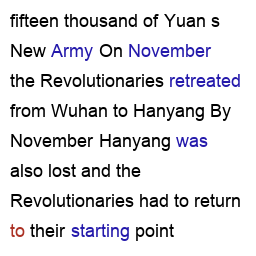 fifteen thousand of Yuan s
New Army On November
the Revolutionaries retreated
from Wuhan to Hanyang By
November Hanyang was
also lost and the
Revolutionaries had to return
to their starting point